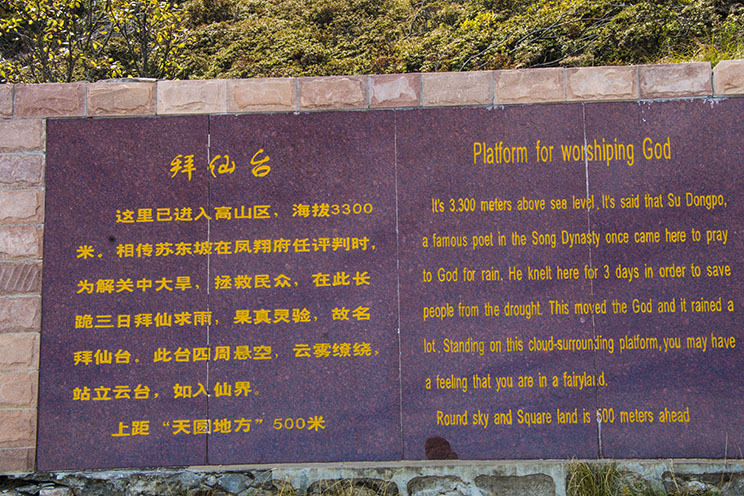 拜仙台
这里已进入高山区，海拔3300
米。相传苏东坡在凤翔府任评判时，
为解关中大旱，拯救民众，在此长
跪三日拜仙求雨，果真灵验，故名
拜仙台。此台四周悬空，云雾缭绕，
站立云台，如入仙界。
上距“天圆地方”500米
Platform for worshiping God
It's 3.300 meters above sea level. It's said that Su Dongpo,
a famous poet in the Song Dynasty once came here to pray
to God for rain. He knelt here for 3 days in order to save
people from the drought. This moved the God and it rained a
lot. Standing on this cloud-surrounding platform, you may have
a feeling that you are in a fairyland.
Round sky and Square land is 500 meters ahead